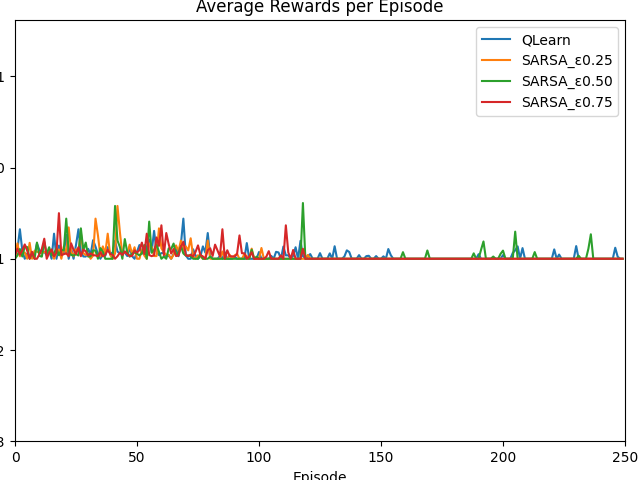 Average Rewards per Episode
QLearn
SARSA_ε0.25
SARSA_ε0.50
SARSA_ε0.75
1
0
1
2
3
0 50 100 150 200 250
Episode